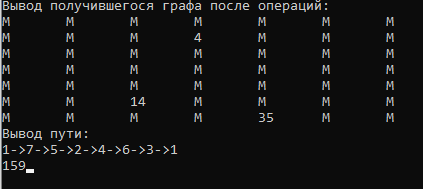 Вывод получившегося графа после операций:
M M M M M M M
M M M 4 M M M
M M M M M M M
M M M M M M M
M M M M M M M
M M 14 M M M M
M M M M 35 M M
Вывод пути:
1->7->5->2->4->6->3->1
159